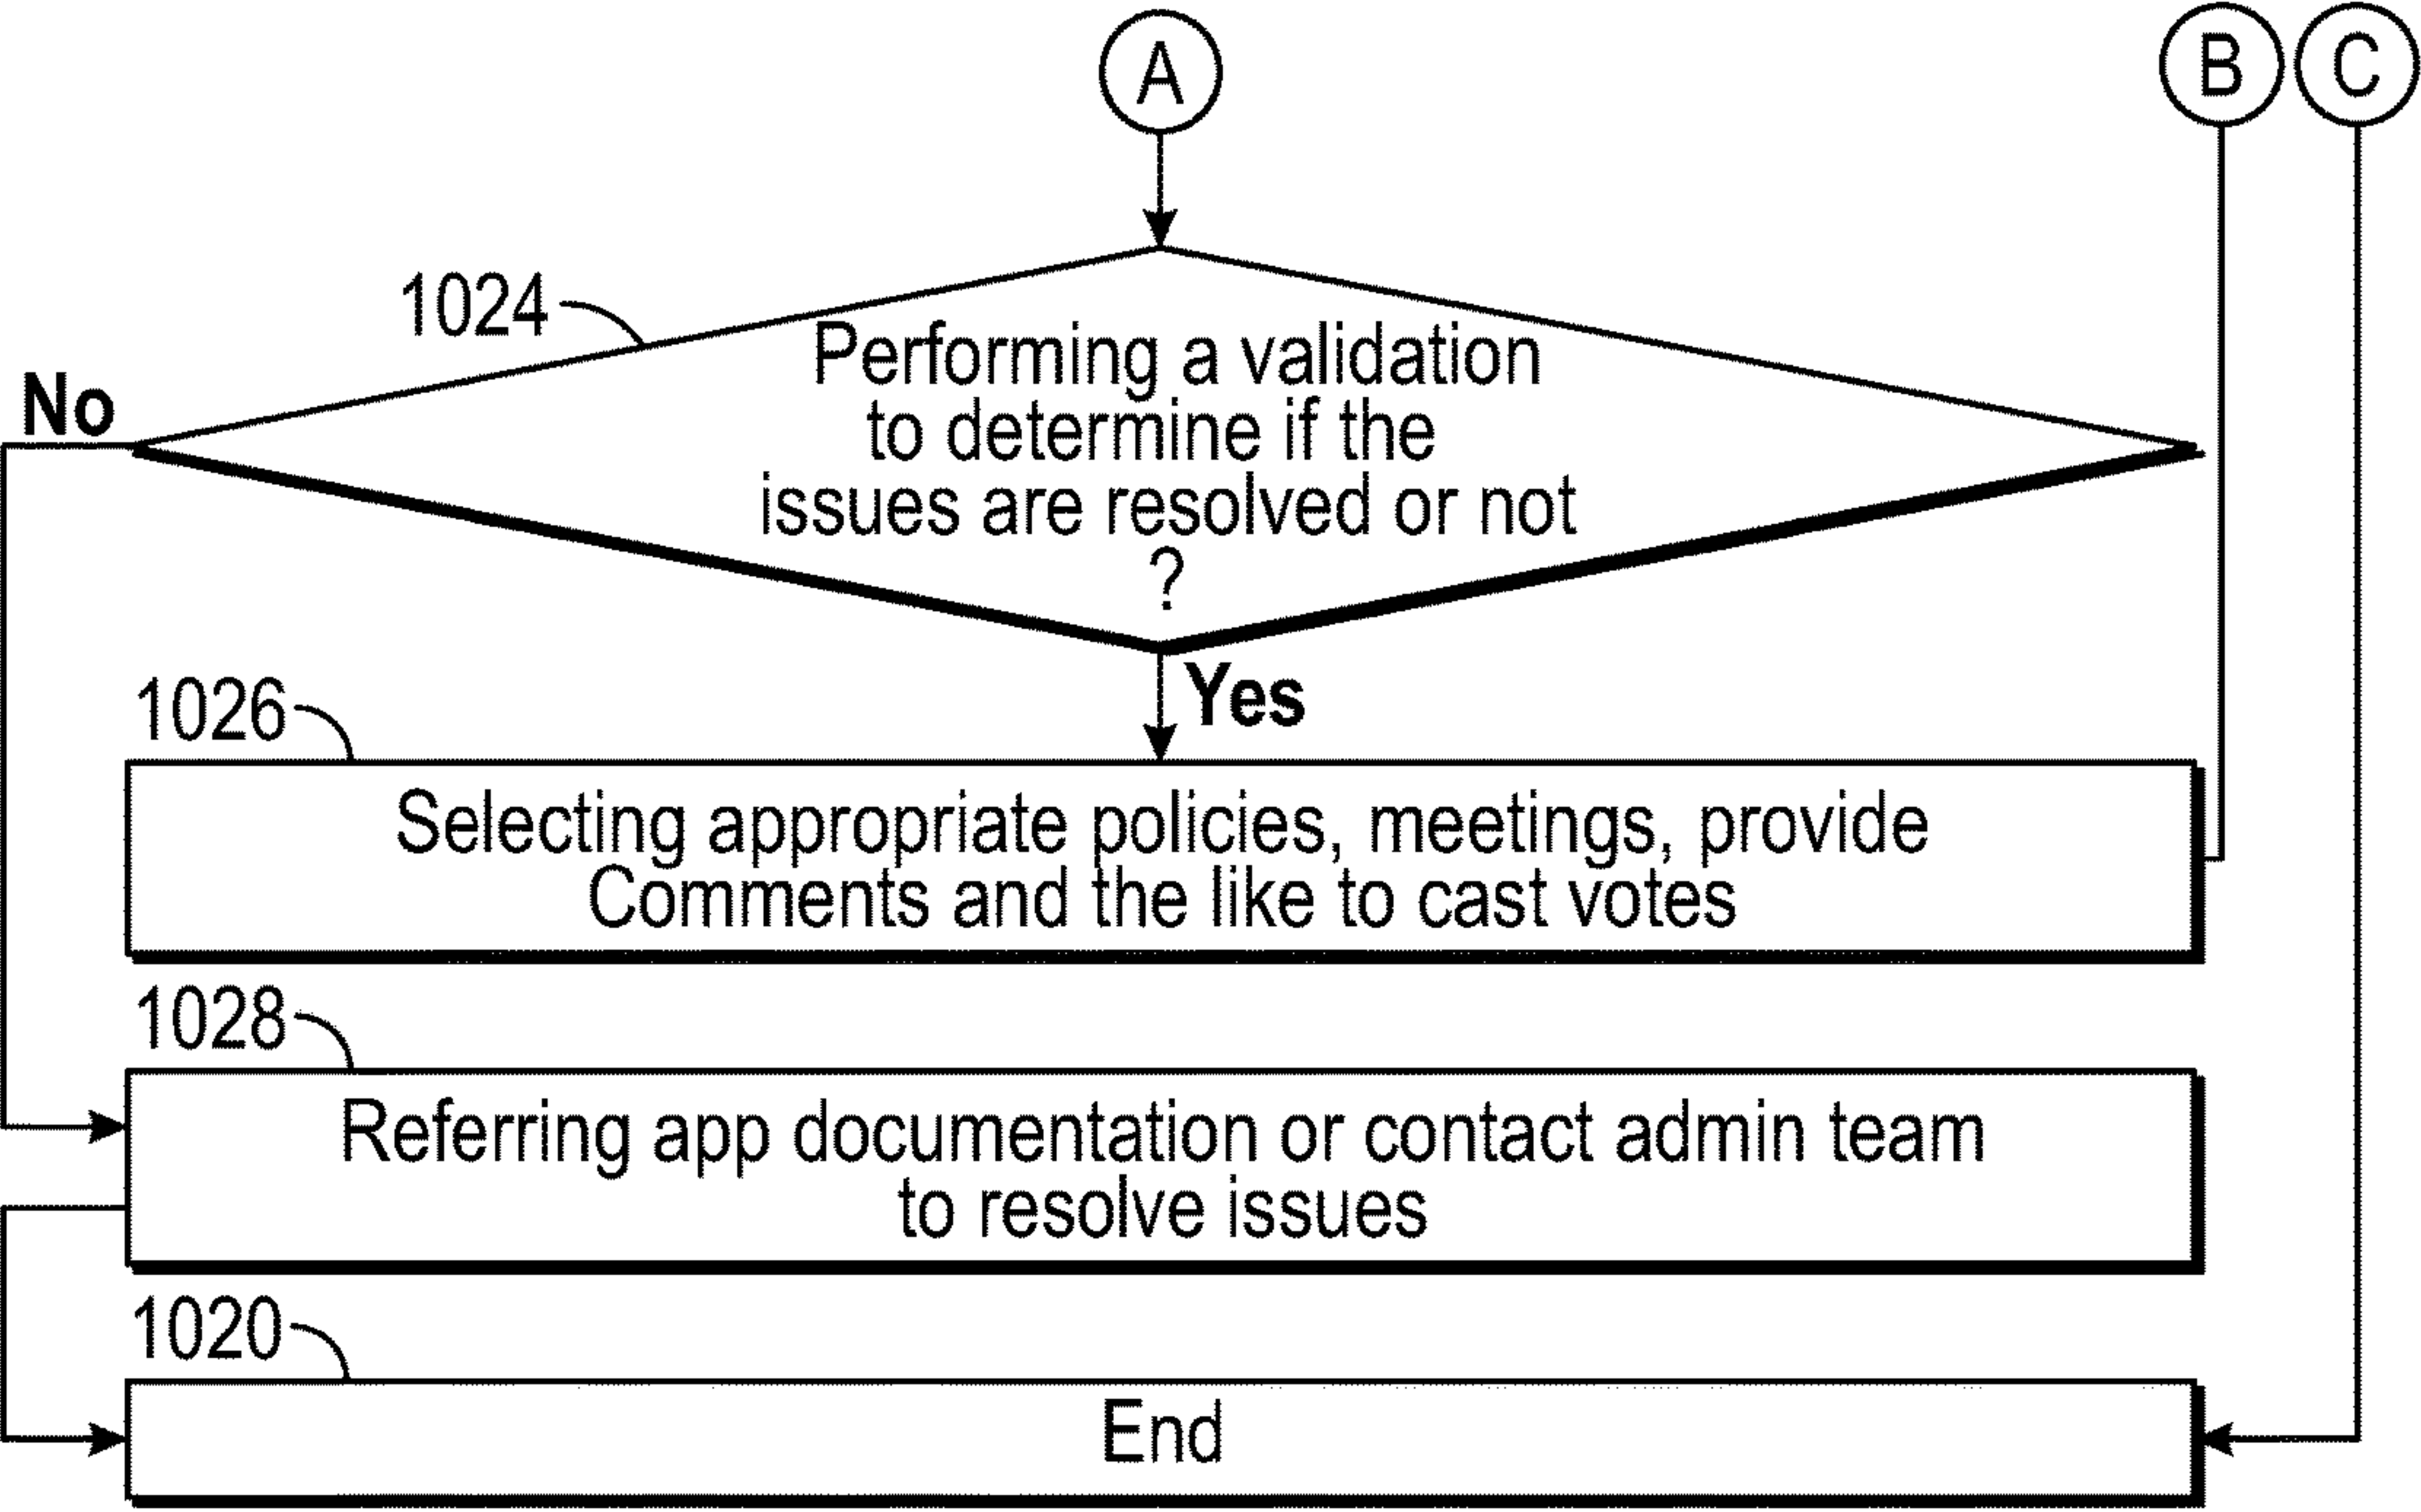 A
B
C
1024
No
Performing a validation
to determine if the
issues are resolved or not
?
Yes
1026
Selecting appropriate policies, meetings, provide
Comments and the like to cast votes
1028
Referring app documentation or contact admin team
to resolve issues
1020
End